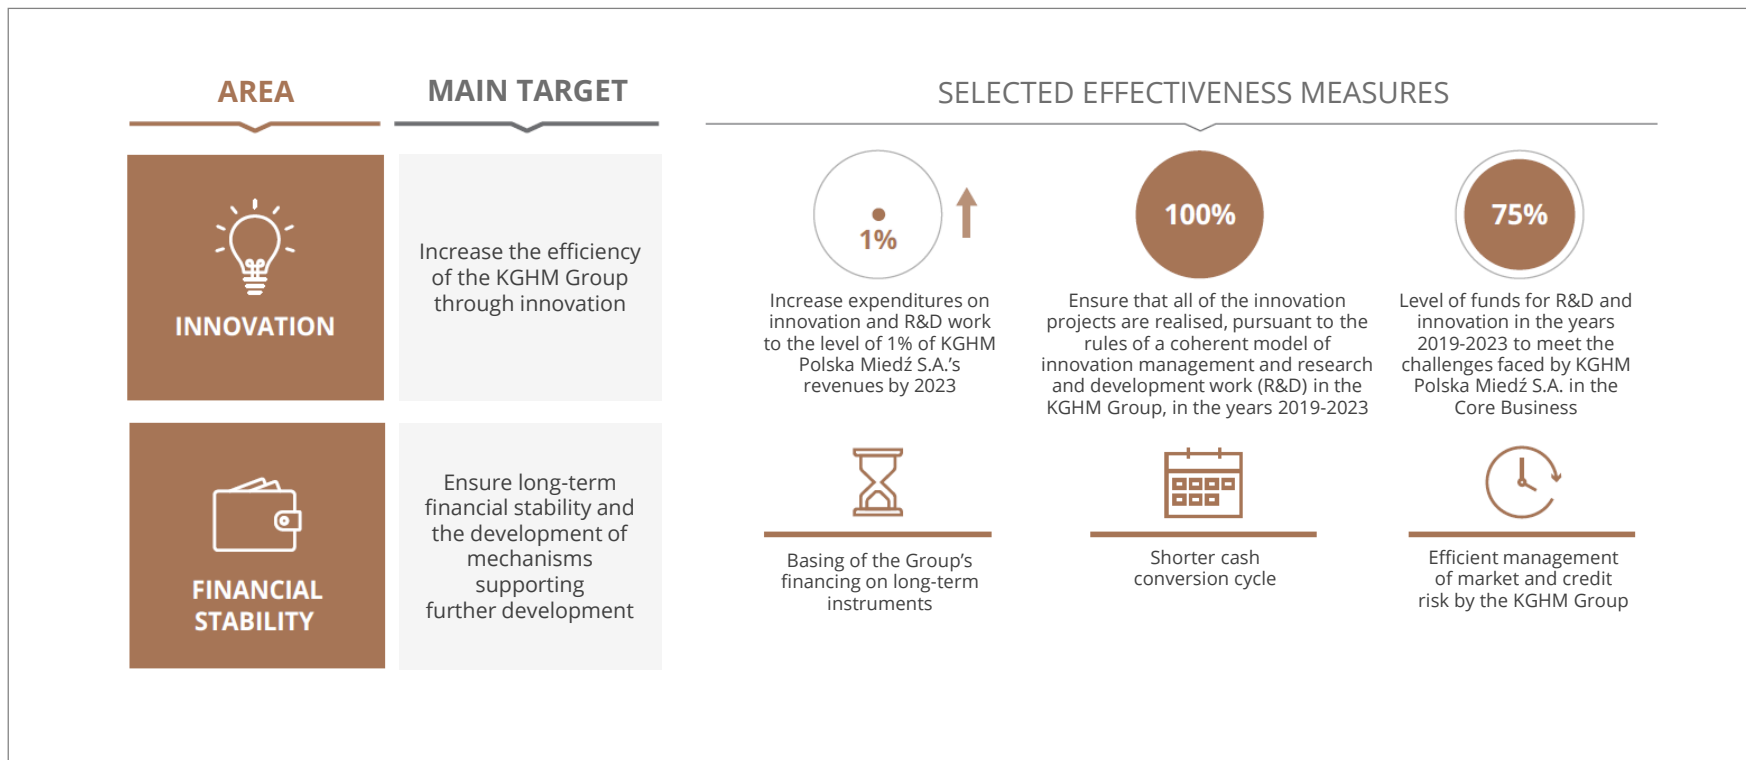 AREA
MAIN TARGET
SELECTED EFFECTIVENESS MEASURES
INNOVATION
Increase the efficiency
of the KGHM Group
through innovation
1%
Increase expenditures on
innovation and R&D work
to the level of 1% of KGHM
Polska Miedź S.A.'s
revenues by 2023
100%
Ensure that all of the innovation
projects are realised, pursuant to the
rules of a coherent model of
innovation management and research
and development work (R&D) in the
KGHM Group, in the years 2019-2023
75%
Level of funds for R&D and
innovation in the years
2019-2023 to meet the
challenges faced by KGHM
Polska Miedź S.A. in the
Core Business
FINANCIAL
STABILITY
Ensure long-term
financial stability and
the development of
mechanisms
supporting
further development
Basing of the Group's
financing on long-term
instruments
Shorter cash
conversion cycle
Efficient management
of market and credit
risk by the KGHM Group